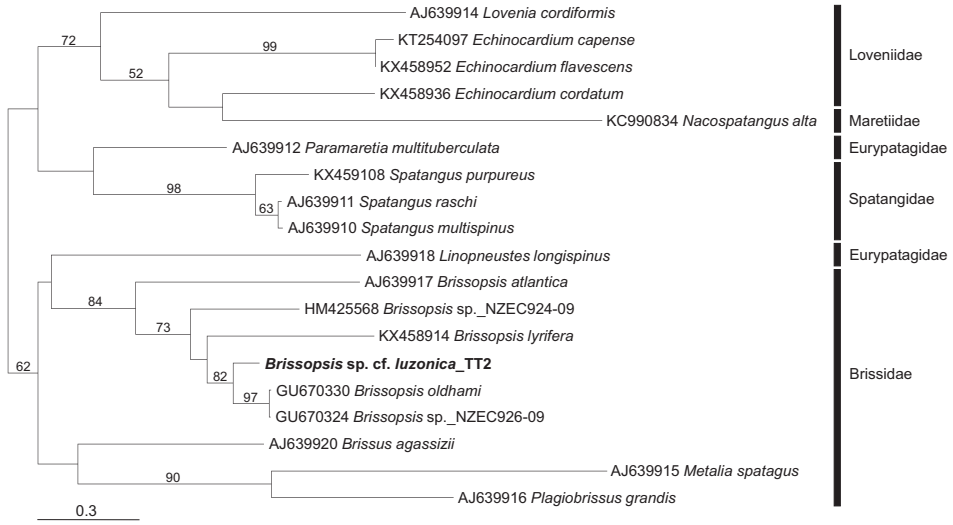 AJ639914 Lovenia cordiformis
72
KT254097 Echinocardium capense
99
Loveniidae
KX458952 Echinocardium flavescens
52
KX458936 Echinocardium cordatum
KC990834 Nacospatangus alta
Maretiidae
AJ639912 Paramaretia multituberculata
Eurypatagidae
KX459108 Spatangus purpureus
98
AJ639911 Spatangus raschi
Spatangidae
63
AJ639910 Spatangus multispinus
AJ639918 Linopneustes longispinus
Eurypatagidae
AJ639917 Brissopsis atlantica
84
HM425568 Brissopsis sp._NZEC924-09
73
KX458914 Brissopsis lyrifera
62
Brissopsis sp. cf. luzonica_TT2
Brissidae
82
GU670330 Brissopsis oldhami
97
GU670324 Brissopsis sp._NZEC926-09
AJ639920 Brissus agassizii
AJ639915 Metalia spatagus
90
AJ639916 Plagiobrissus grandis
0.3